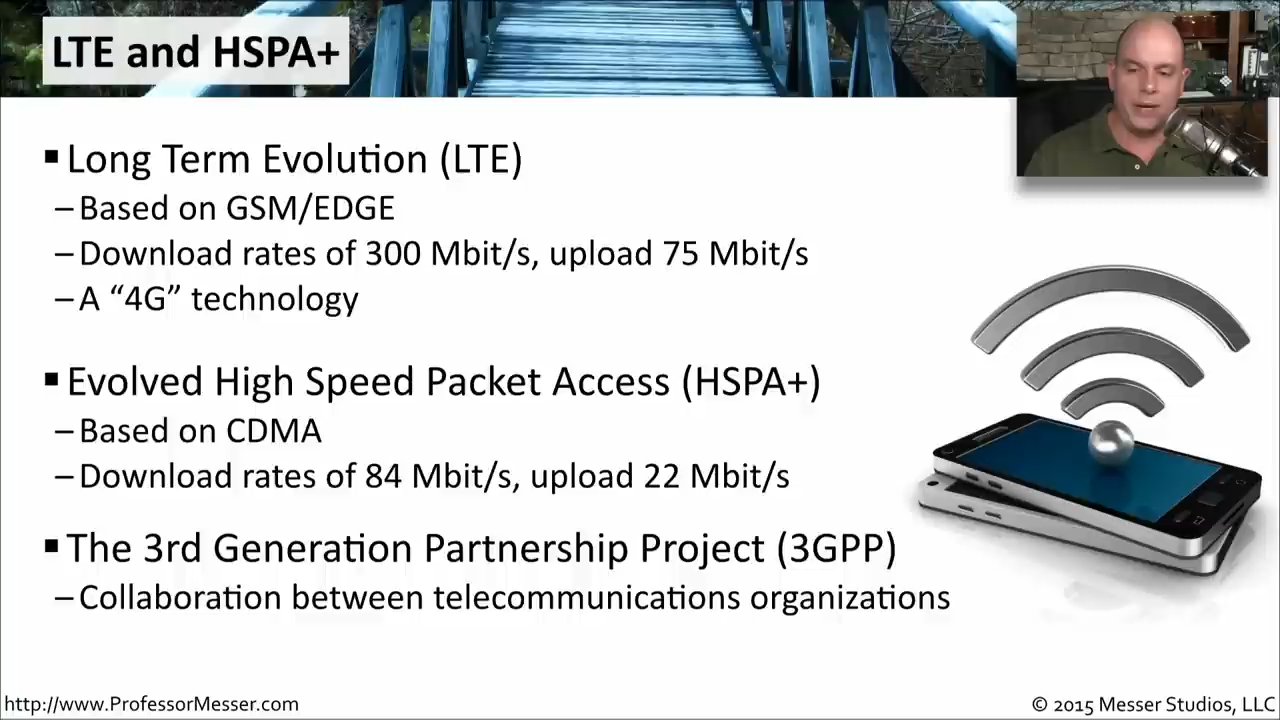 LTE and HSPA+
▪ Long Term Evolution (LTE)
– Based on GSM/EDGE
– Download rates of 300 Mbit/s, upload 75 Mbit/s
– A “4G” technology
▪ Evolved High Speed Packet Access (HSPA+)
– Based on CDMA
– Download rates of 84 Mbit/s, upload 22 Mbit/s
▪ The 3rd Generation Partnership Project (3GPP)
– Collaboration between telecommunications organizations
http://www.ProfessorMesser.com
© 2015 Messer Studios, LLC